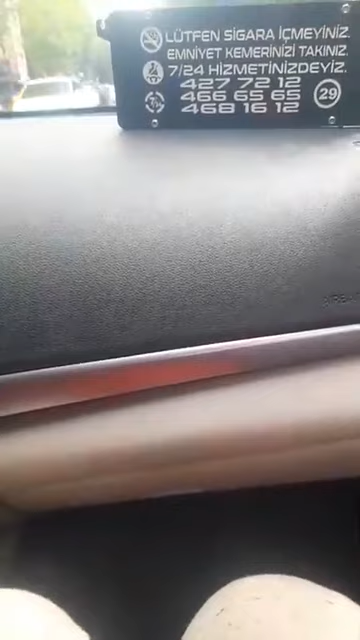 LÜTFEN SİGARA İÇMEYİNİZ.
EMNİYET KEMERİNİZİ TAKINIZ.
7/24 HİZMETİNİZDEYİZ.
427 72 12
466 65 65
468 16 12
29